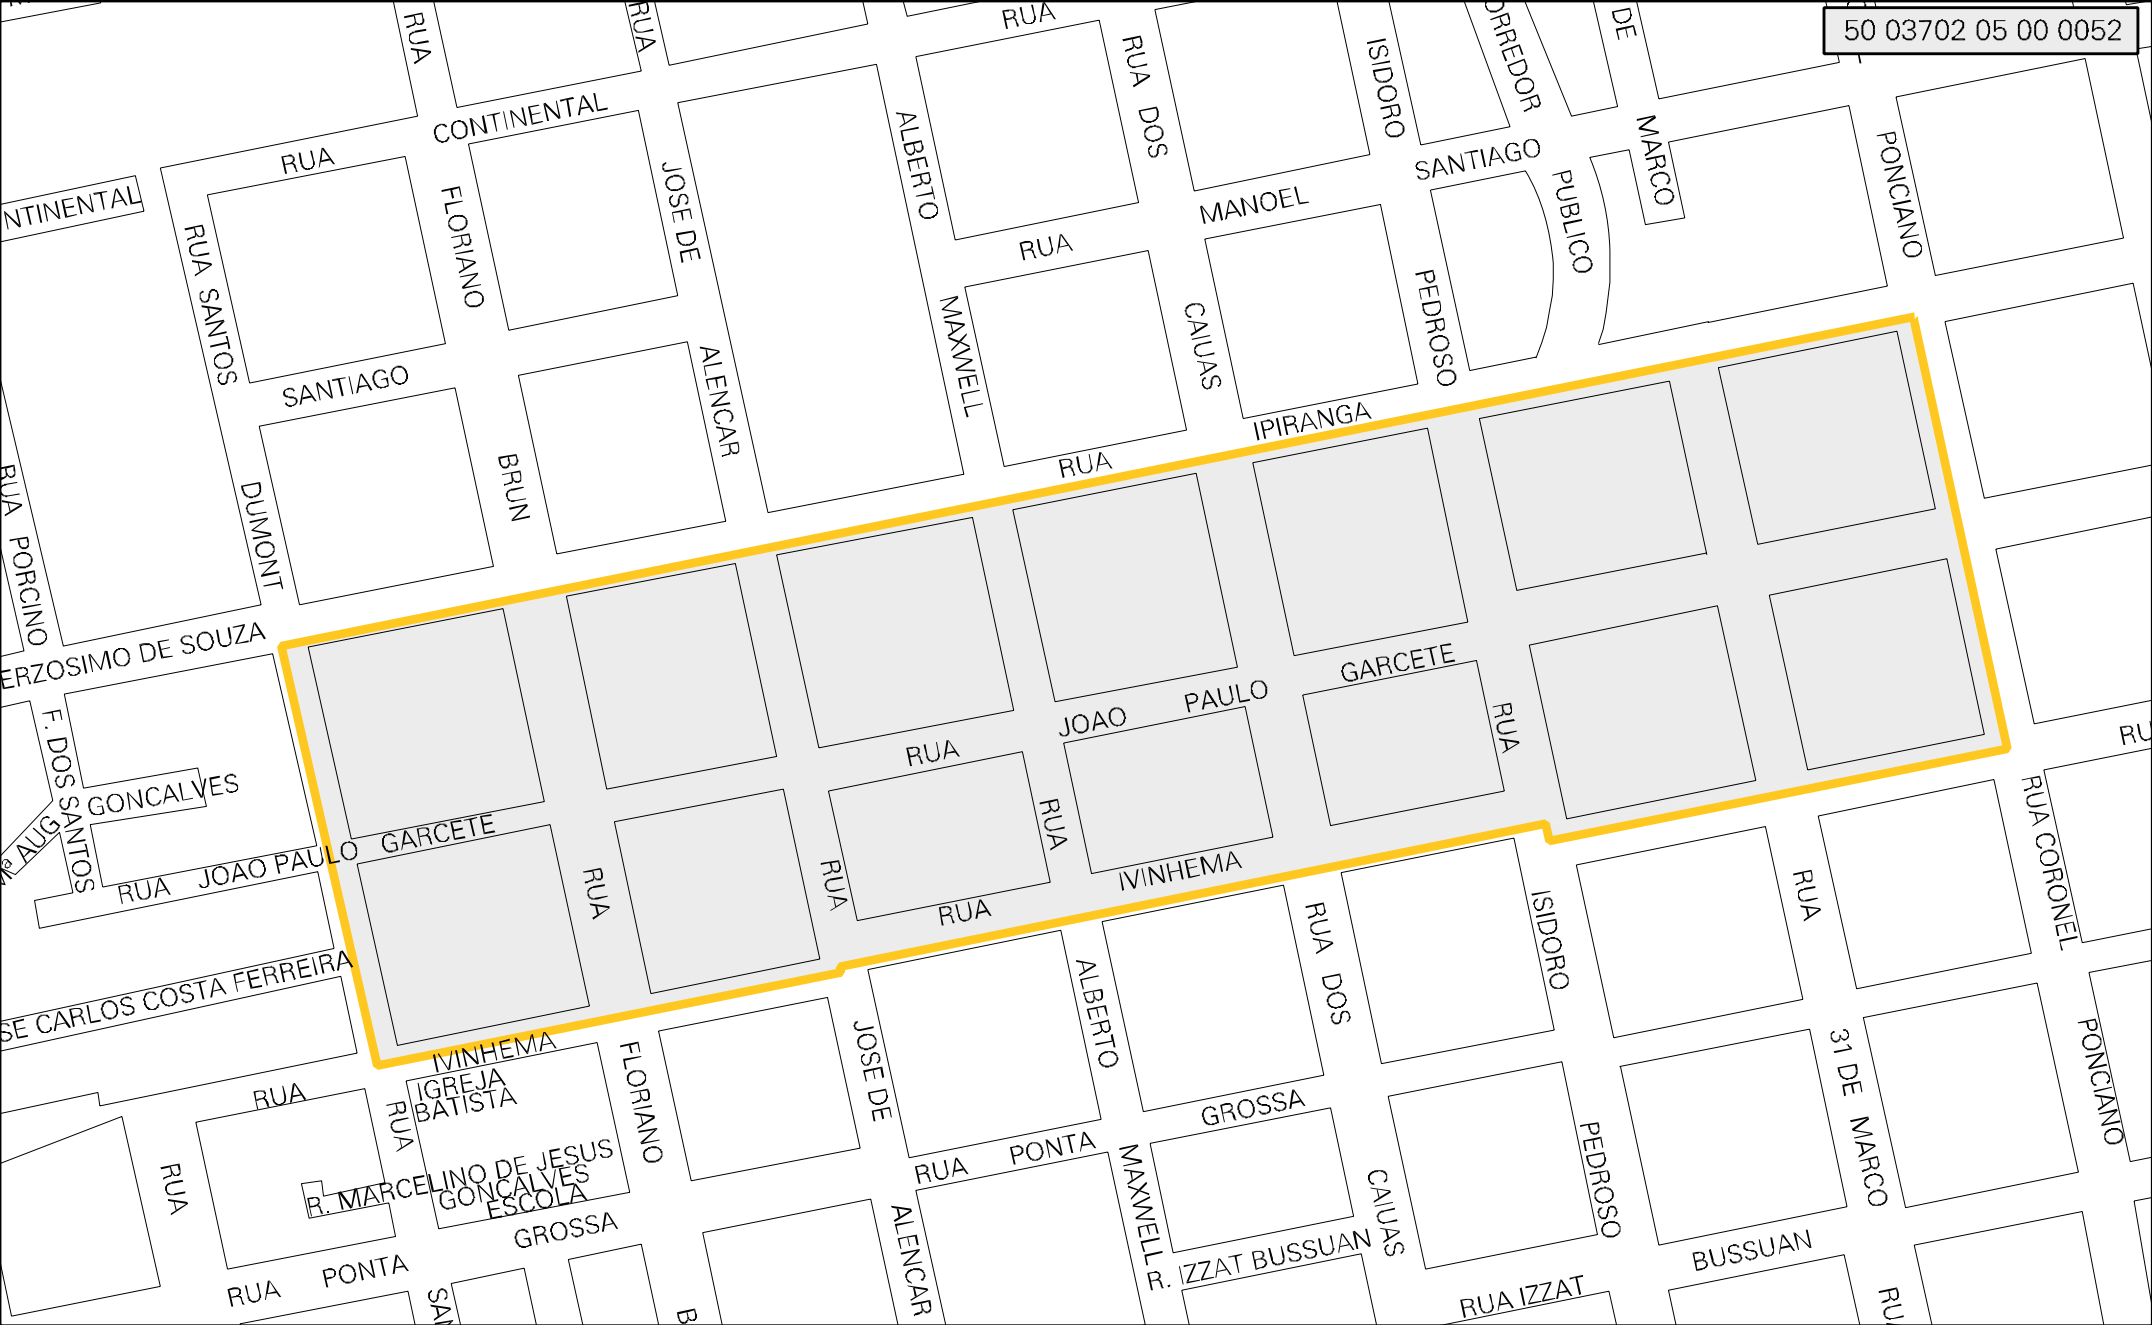 50 03702 05 00 0052
RUA
RUA
RUA
RUA DOS
ISIDORO
CORREDOR
DE
CONTINENTAL
RUA
NTINENTAL
ALBERTO
MARCO
SANTIAGO
PONCIANO
JOSE DE
FLORIANO
MANOEL
PUBLICO
RUA SANTOS
RUA
PEDROSO
CAIUAS
MAXWELL
ALENCAR
SANTIAGO
IPIRANGA
RUA
BRUN
DUMONT
RUA PORCINO
ERZOSIMO DE SOUZA
GARCETE
PAULO
JOAO
RUA
RUA
RUA
F. DOS SANTOS
GONCALVES
Mª AUG
GARCETE
RUA JOAO PAULO
RUA
RUA
IVINHEMA
RUA
RUA
RUA CORONEL
RUA
ISIDORO
RUA DOS
ALBERTO
SE CARLOS COSTA FERREIRA
IVINHEMA
IGREJA
BATISTA
RUA
RUA
FLORIANO
JOSE DE
31 DE MARCO
PONCIANO
GROSSA
RUA PONTA
MAXWELL
PEDROSO
CAIUAS
RUA
R. MARCELINO DE JESUS
GONCALVES
ESCOLA
GROSSA
RUA PONTA
ALENCAR
R. IZZAT BUSSUAN
BUSSUAN
RUA IZZAT
SAN
B
RU
RU